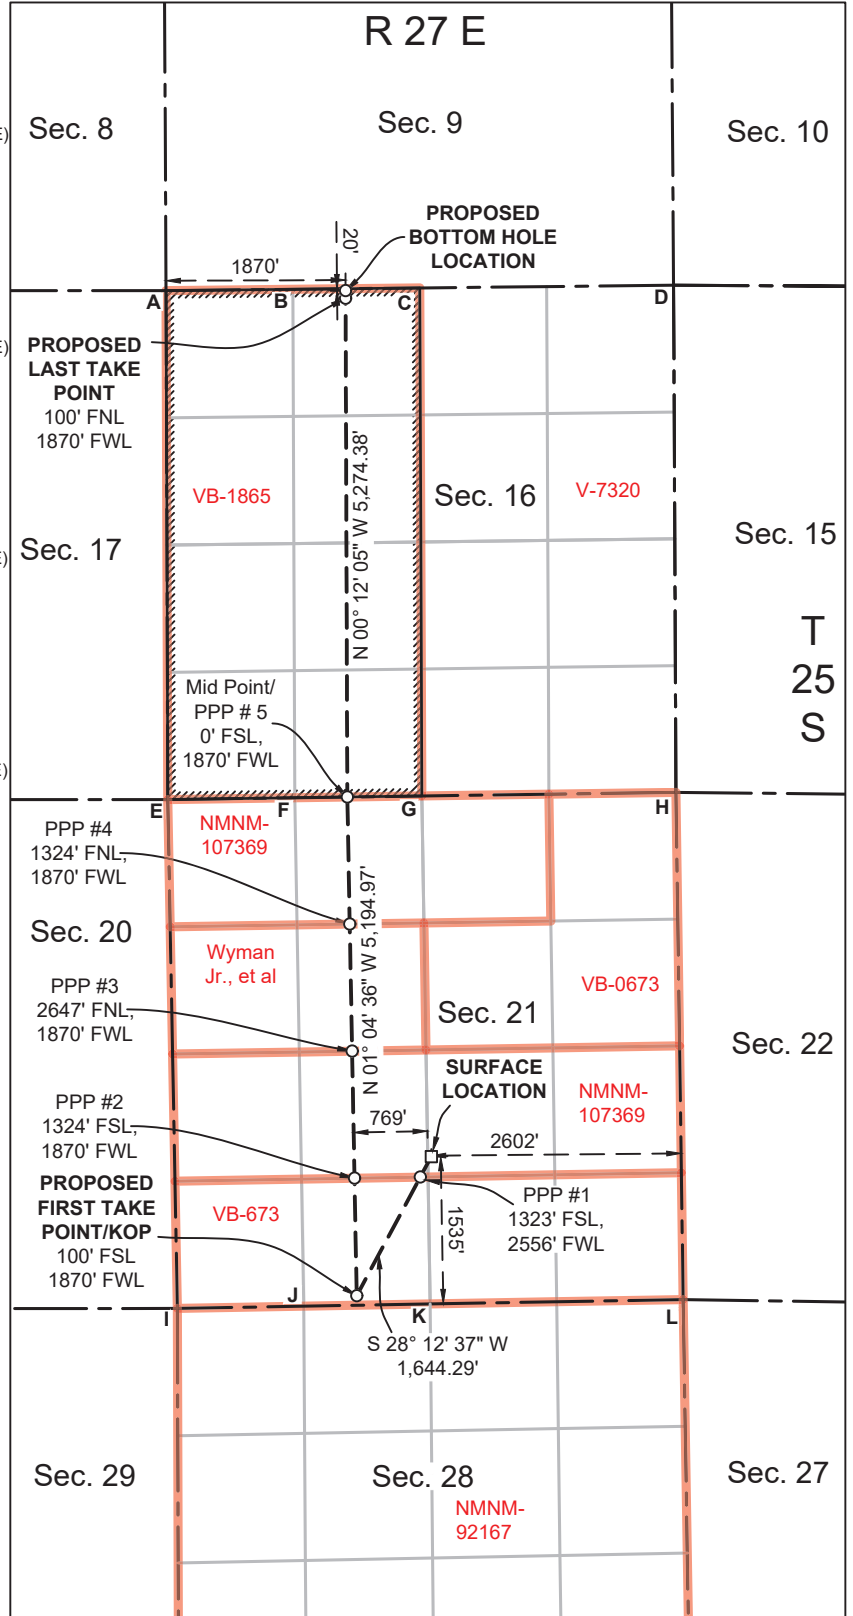 R 27 E
Sec. 8
Sec. 9
Sec. 10
E)
PROPOSED
BOTTOM HOLE
LOCATION
20'
1870'
A
B
C
D
PROPOSED
LAST TAKE
POINT
100' FNL
1870' FWL
E)
VB-1865
Sec. 16
V-7320
N 00° 12' 05" W 5,274.38'
Sec. 17
Sec. 15
E)
T
25
S
Mid Point/
PPP # 5
0' FSL,
1870' FWL
E)
E
F
G
H
PPP #4
1324' FNL,
1870' FWL
NMNM-
107369
Sec. 20
Wyman
Jr., et al
N 01° 04' 36" W 5,194.97'
VB-0673
PPP #3
2647' FNL,
1870' FWL
Sec. 21
Sec. 22
SURFACE
LOCATION
NMNM-
107369
PPP #2
1324' FSL,
1870' FWL
769'
2602'
PROPOSED
FIRST TAKE
POINT/KOP
100' FSL
1870' FWL
VB-673
1535'
PPP #1
1323' FSL,
2556' FWL
I
J
K
L
S 28° 12' 37" W
1,644.29'
Sec. 29
Sec. 28
Sec. 27
NMNM-
92167